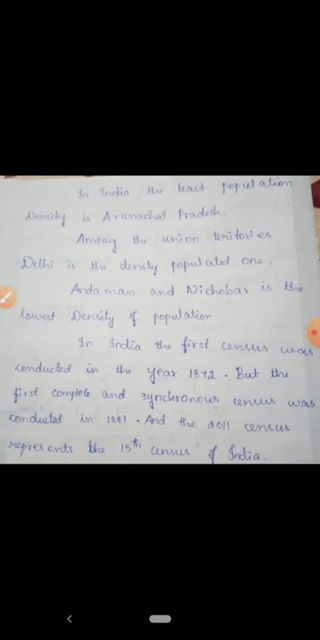 In India the least population
Density is Arunachal Pradesh.
Among the union teritories
Delhi is the densly populated one.
Andaman and Nichobar is the
lowest Density of population
In India the first census was
conducted in the year 1872. But the
first complete and synchronous census was
conducted in 1881. And the 2011 census
represents the 15th census of India.